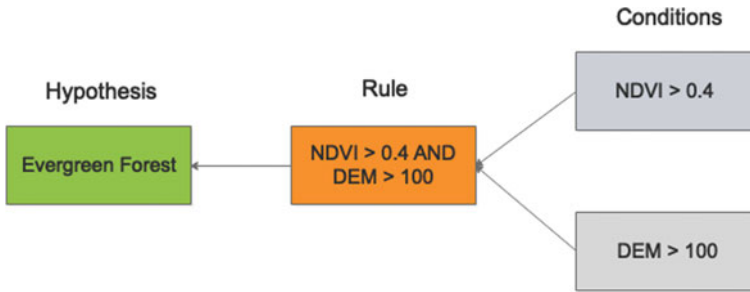 Conditions
Hypothesis
Rule
NDVI > 0.4
Evergreen Forest
NDVI > 0.4 AND
DEM > 100
DEM > 100